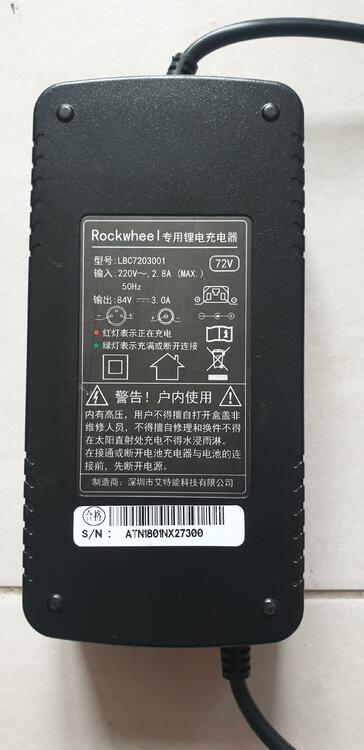 Rockwheel专用锂电充电器
型号:LBC7203001
72V
输入:220V~, 2.8A (MAX.)
50Hz
输出:84V⎓3.0A
红灯表示正在充电
绿灯表示充满或断开连接
警告! 户内使用
内有高压，用户不得擅自打开盒盖非
维修人员，不得擅自修理和换件不得
在太阳直射处充电不得水浸雨淋。
在接通或断开电池充电器与电池的连
接前，先断开电源。
制造商：深圳市艾特能科技有限公司
合格
S/N: ATN1801NX27300